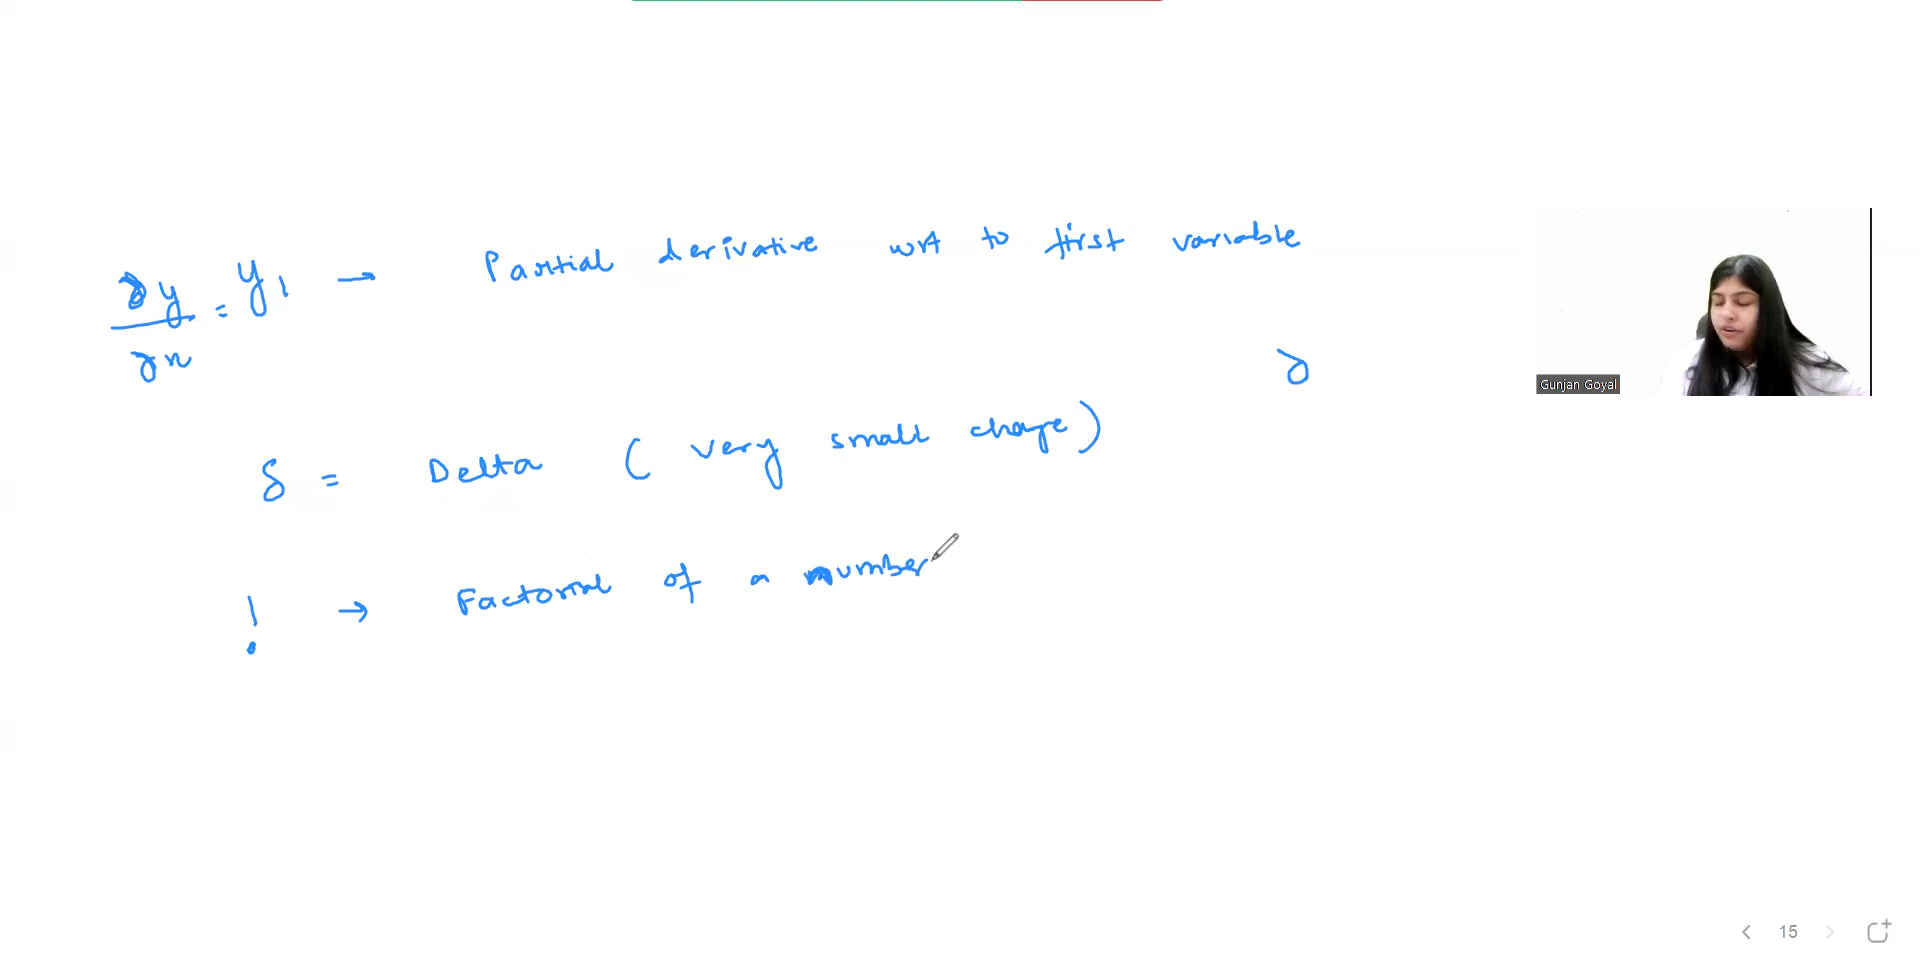 ∂y/∂x = y₁ → Partial derivative wrt to first variable
∂
δ = Delta ( very small change )
! → Factorial of a number
Gunjan Goyal
15